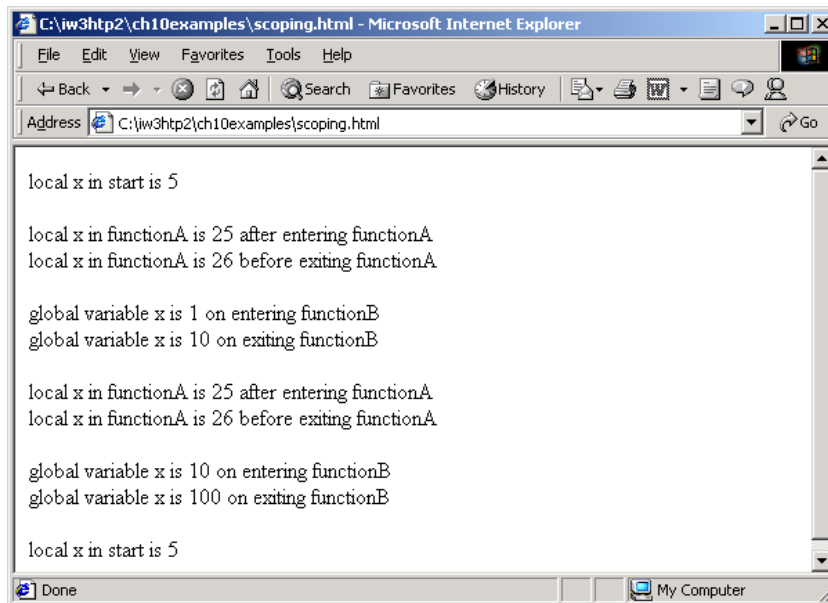 C:\iw3htp2\ch10examples\scoping.html - Microsoft Internet Explorer
File Edit View Favorites Tools Help
Back Search Favorites History
Address C:\iw3htp2\ch10examples\scoping.html Go
local x in start is 5
local x in functionA is 25 after entering functionA
local x in functionA is 26 before exiting functionA
global variable x is 1 on entering functionB
global variable x is 10 on exiting functionB
local x in functionA is 25 after entering functionA
local x in functionA is 26 before exiting functionA
global variable x is 10 on entering functionB
global variable x is 100 on exiting functionB
local x in start is 5
Done My Computer